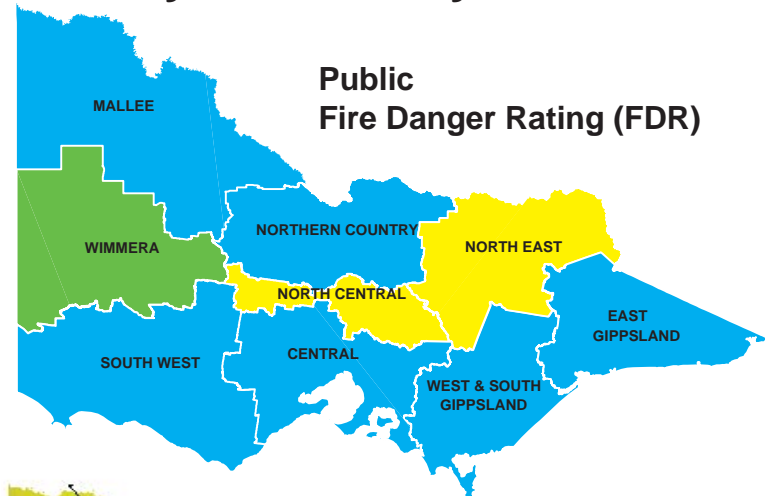 Public
Fire Danger Rating (FDR)
MALLEE
NORTHERN COUNTRY
WIMMERA
NORTH EAST
NORTH CENTRAL
EAST
GIPPSLAND
SOUTH WEST
CENTRAL
WEST & SOUTH
GIPPSLAND